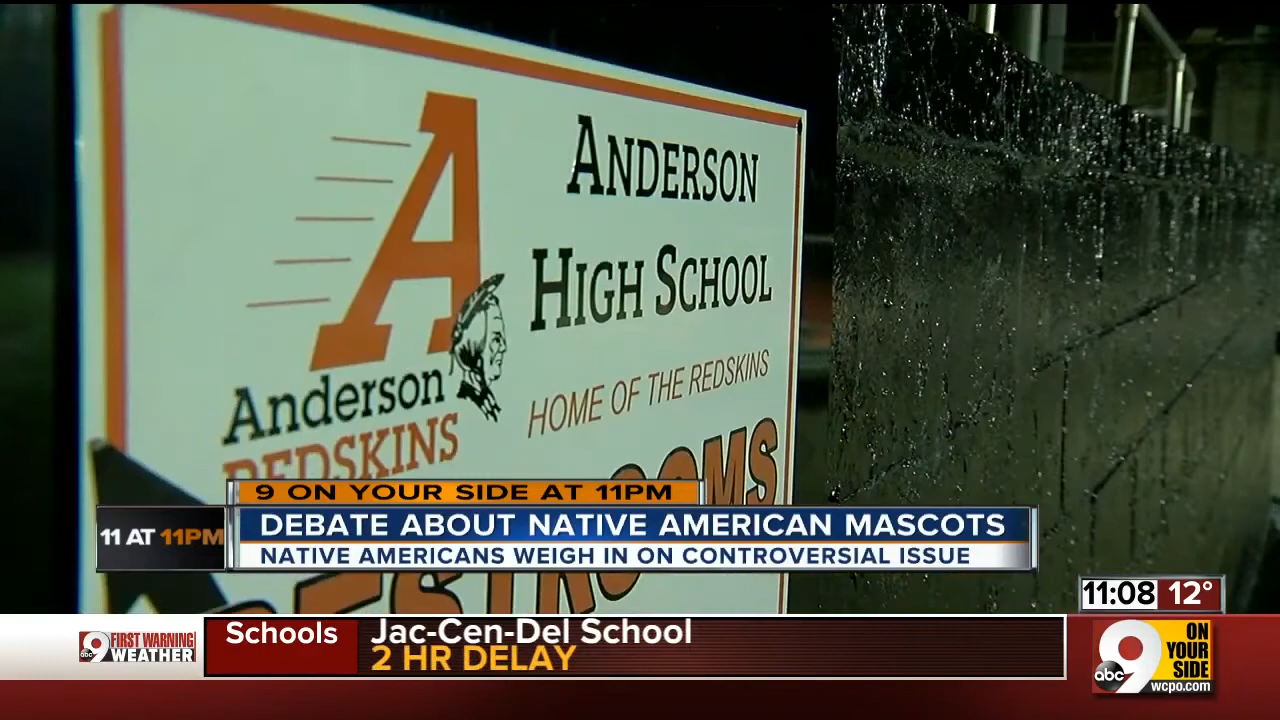 A
ANDERSON
HIGH SCHOOL
HOME OF THE REDSKINS
Anderson
REDSKINS
RESTROOMS
9 ON YOUR SIDE AT 11PM
11 AT 11PM
DEBATE ABOUT NATIVE AMERICAN MASCOTS
NATIVE AMERICANS WEIGH IN ON CONTROVERSIAL ISSUE
11:08 12°
9 abc FIRST WARNING WEATHER
Schools
Jac-Cen-Del School
2 HR DELAY
abc 9 ON YOUR SIDE
wcpo.com